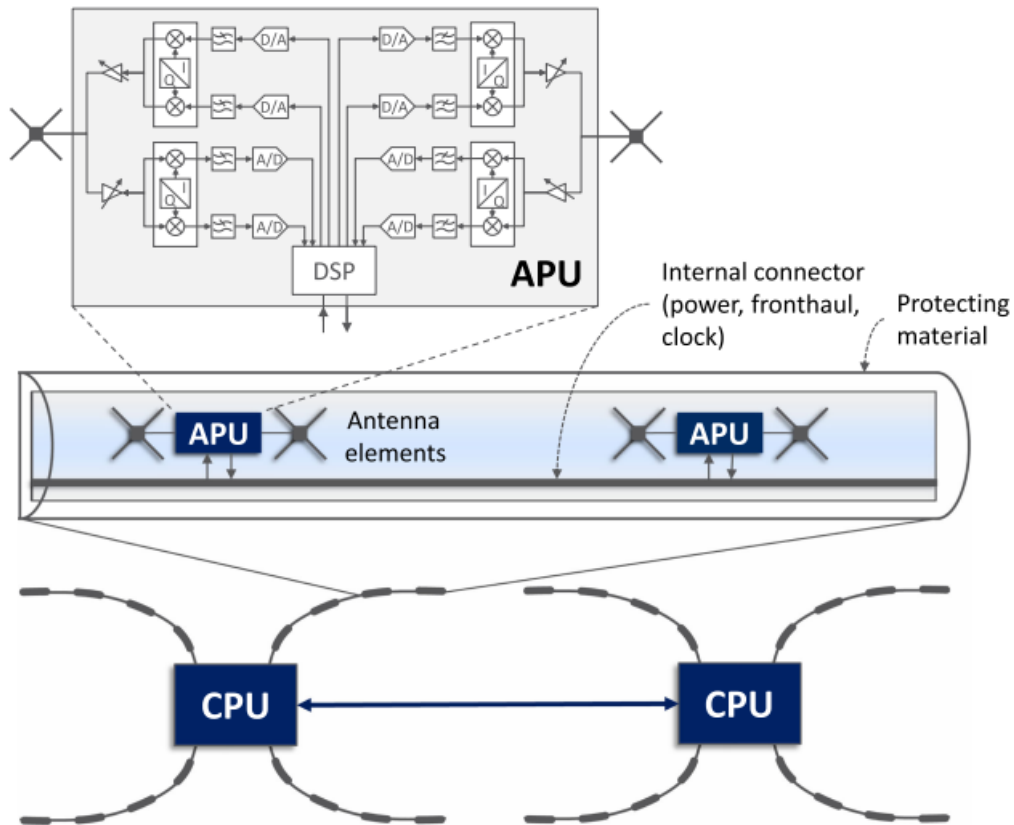 D/A
D/A
I
Q
I
Q
D/A
D/A
A/D
A/D
I
Q
I
Q
A/D
A/D
DSP
APU
Internal connector
(power, fronthaul,
clock)
Protecting
material
APU
Antenna
elements
APU
CPU
CPU